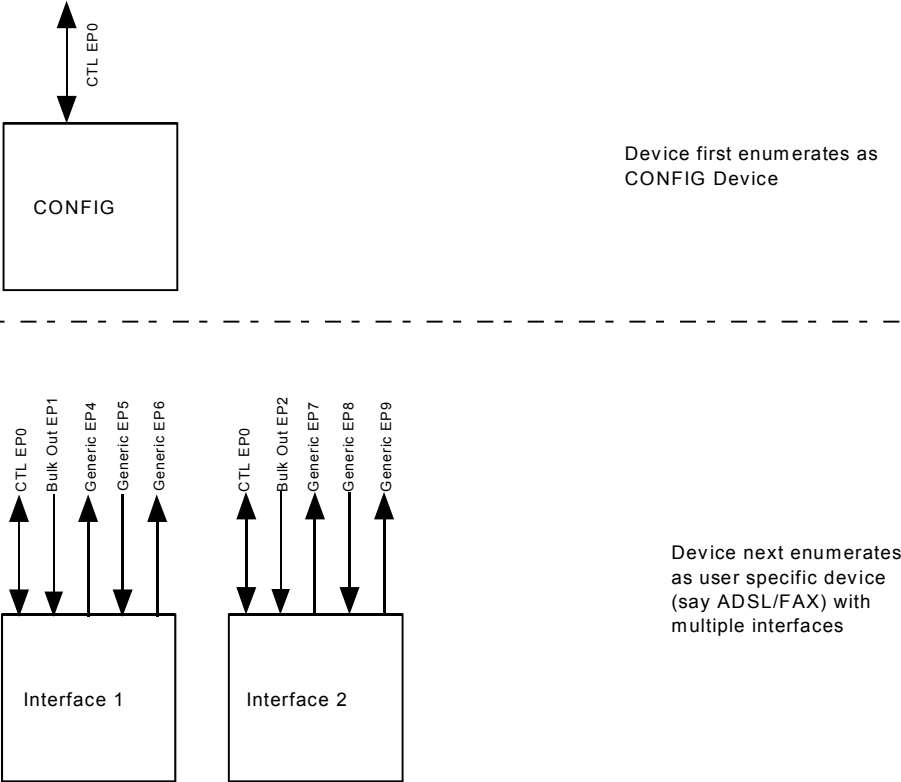 CTL EP0
CONFIG
Device first enumerates as
CONFIG Device
CTL EP0
Bulk Out EP1
Generic EP4
Generic EP5
Generic EP6
CTL EP0
Bulk Out EP2
Generic EP7
Generic EP8
Generic EP9
Device next enumerates
as user specific device
(say ADSL/FAX) with
multiple interfaces
Interface 1
Interface 2